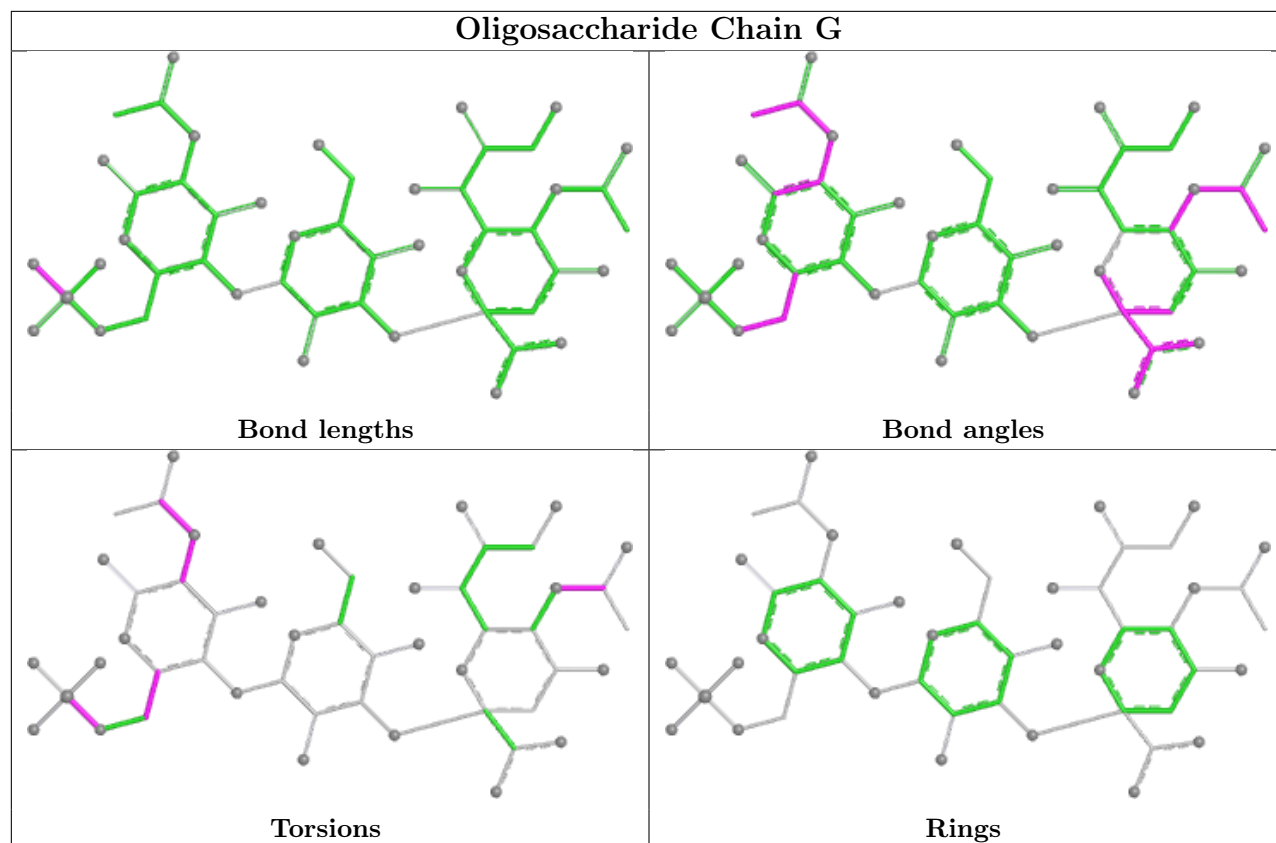 Oligosaccharide Chain G
Bond lengths
Bond angles
Torsions
Rings